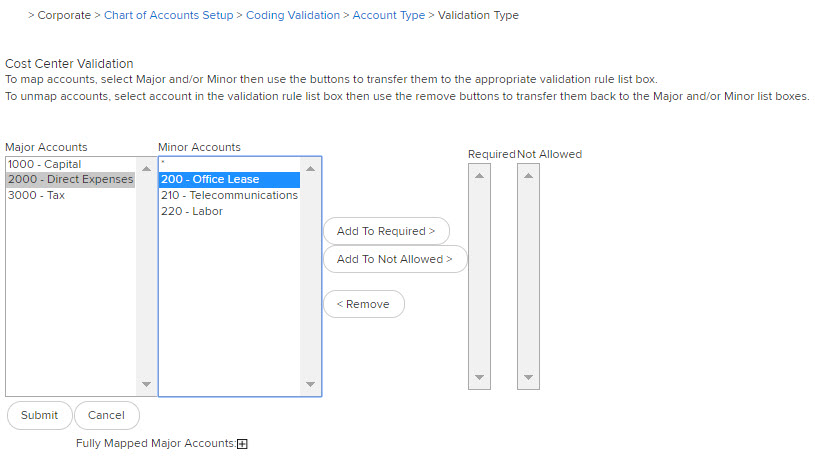 > Corporate > Chart of Accounts Setup > Coding Validation > Account Type > Validation Type
Cost Center Validation
To map accounts, select Major and/or Minor then use the buttons to transfer them to the appropriate validation rule list box.
To unmap accounts, select account in the validation rule list box then use the remove buttons to transfer them back to the Major and/or Minor list boxes.
Major Accounts
1000 - Capital
2000 - Direct Expenses
3000 - Tax
Minor Accounts
*
200 - Office Lease
210 - Telecommunications
220 - Labor
Add To Required >
Add To Not Allowed >
< Remove
Required Not Allowed
Submit Cancel
Fully Mapped Major Accounts: